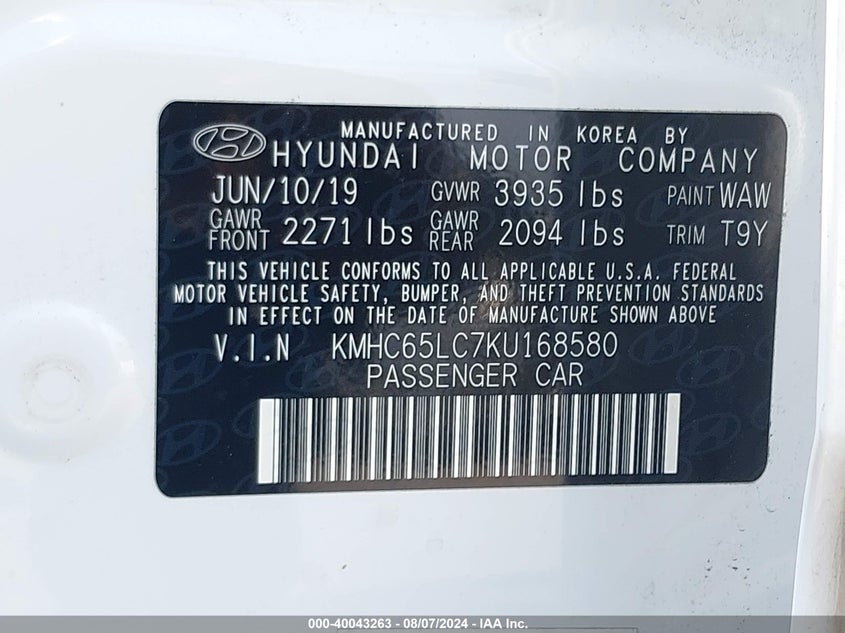 MANUFACTURED IN KOREA BY
HYUNDAI MOTOR COMPANY
JUN/10/19 GVWR 3935 lbs PAINT WAW
GAWR FRONT 2271 lbs GAWR REAR 2094 lbs TRIM T9Y
THIS VEHICLE CONFORMS TO ALL APPLICABLE U.S.A. FEDERAL
MOTOR VEHICLE SAFETY, BUMPER, AND THEFT PREVENTION STANDARDS
IN EFFECT ON THE DATE OF MANUFACTURE SHOWN ABOVE
V.I.N KMHC65LC7KU168580
PASSENGER CAR
000-40043263 - 08/07/2024 - IAA Inc.